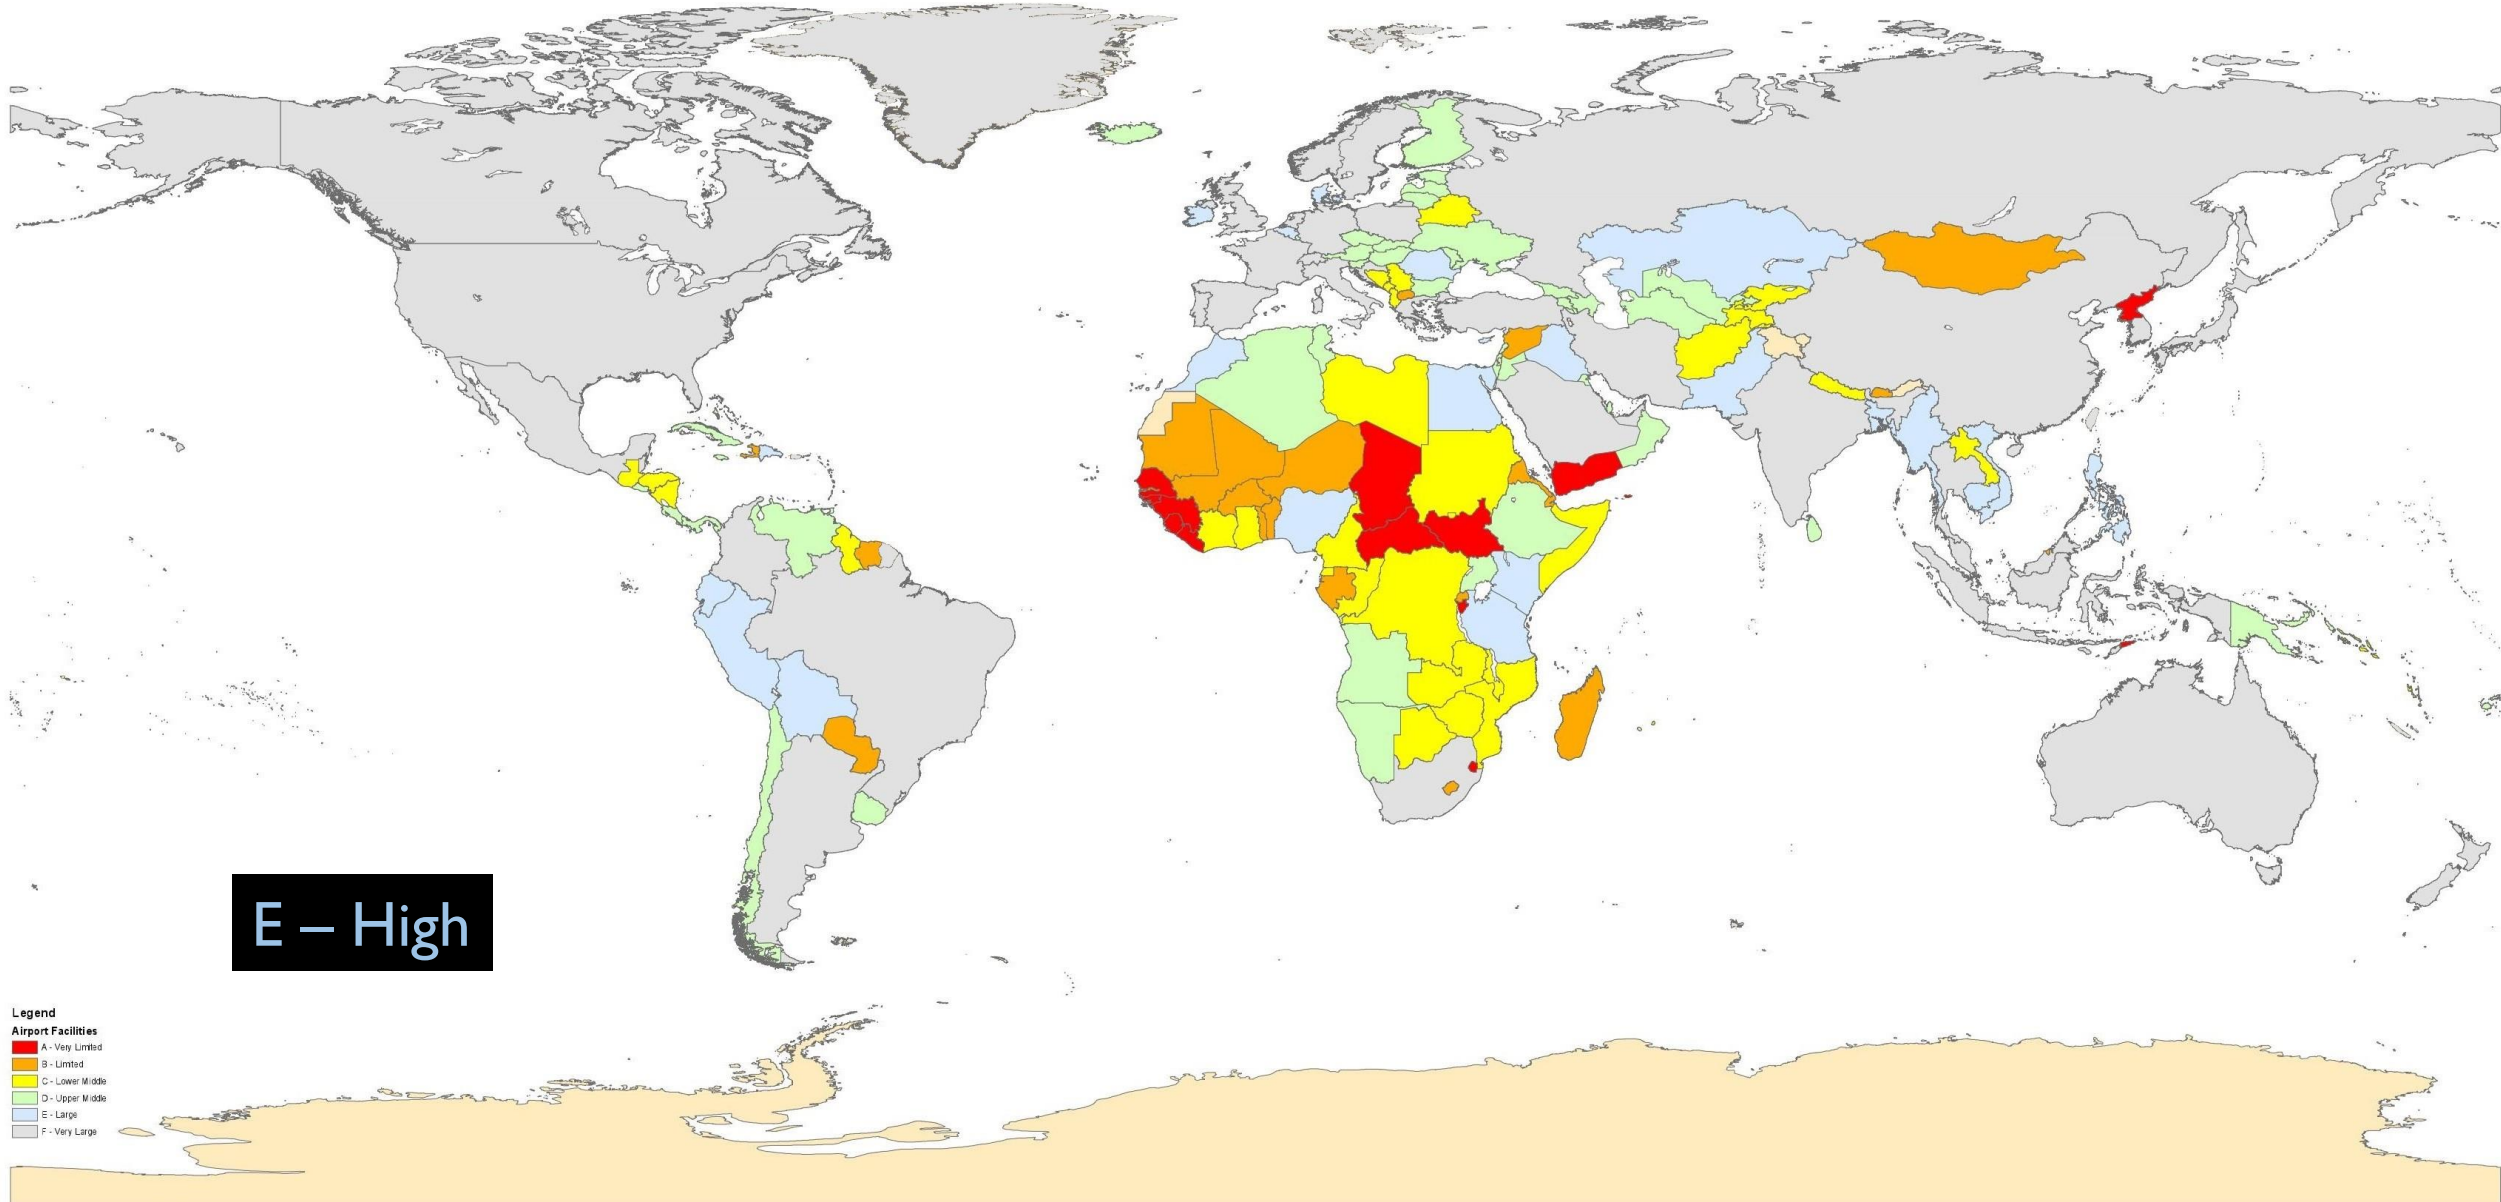 E – High
Legend
Airport Facilities
A - Very Limited
B - Limited
C - Lower Middle
D - Upper Middle
E - Large
F - Very Large